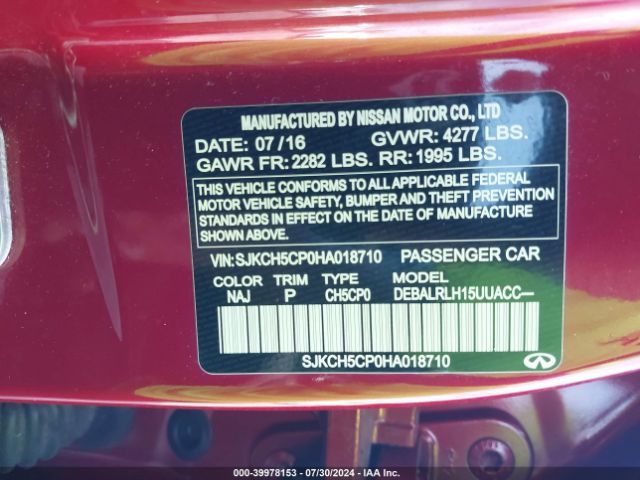 MANUFACTURED BY NISSAN MOTOR CO., LTD
DATE: 07/16 GVWR: 4277 LBS.
GAWR FR: 2282 LBS. RR: 1995 LBS.
THIS VEHICLE CONFORMS TO ALL APPLICABLE FEDERAL
MOTOR VEHICLE SAFETY, BUMPER AND THEFT PREVENTION
STANDARDS IN EFFECT ON THE DATE OF MANUFACTURE
SHOWN ABOVE.
VIN:SJKCH5CP0HA018710 PASSENGER CAR
COLOR TRIM TYPE MODEL
NAJ P CH5CP0 DEBALRLH15UUACC—
SJKCH5CP0HA018710
000-39978153 - 07/30/2024 - IAA Inc.